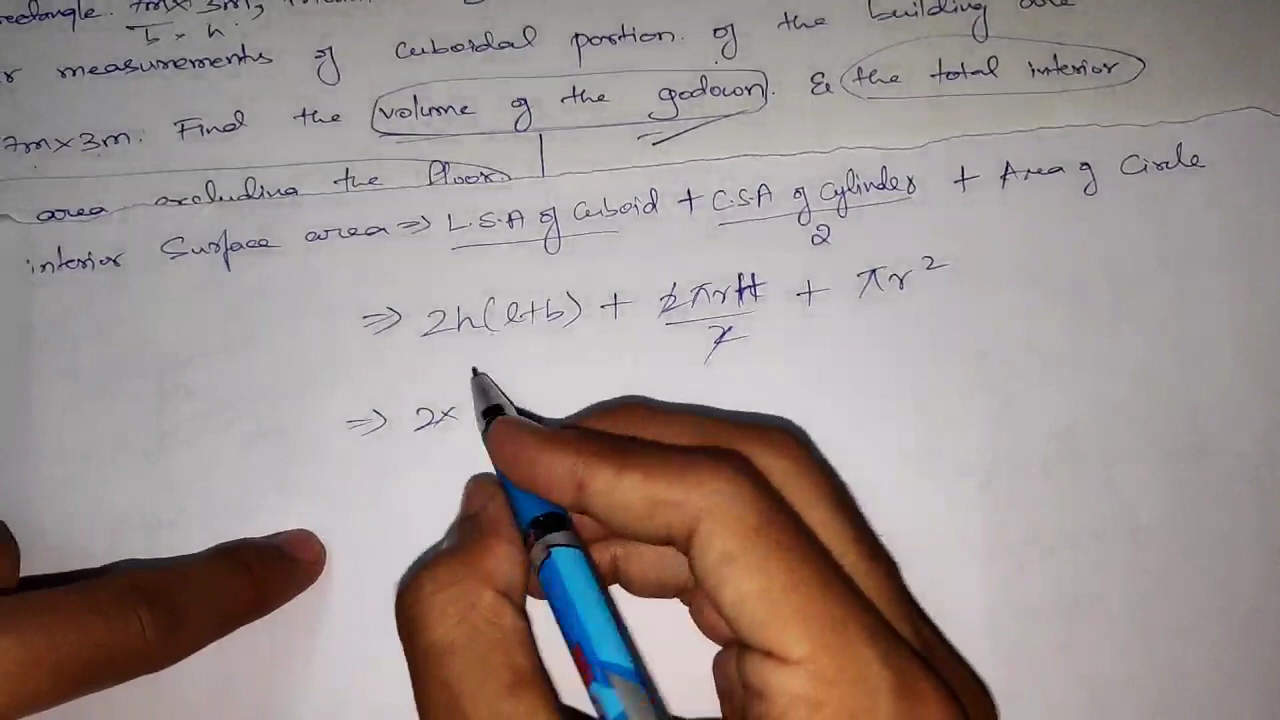 rectangle. 7m x 3m,
b x h
r measurements of Cuboidal portion. of the building are
7m x 3m. Find the volume of the godown. & the total interior
area excluding the floor.
interior Surface area ⇒ L.S.A of Cuboid + C.S.A of Cylinder / 2 + Area of Circle
⇒ 2h(l+b) + 2πrH / 2 + πr²
⇒ 2x